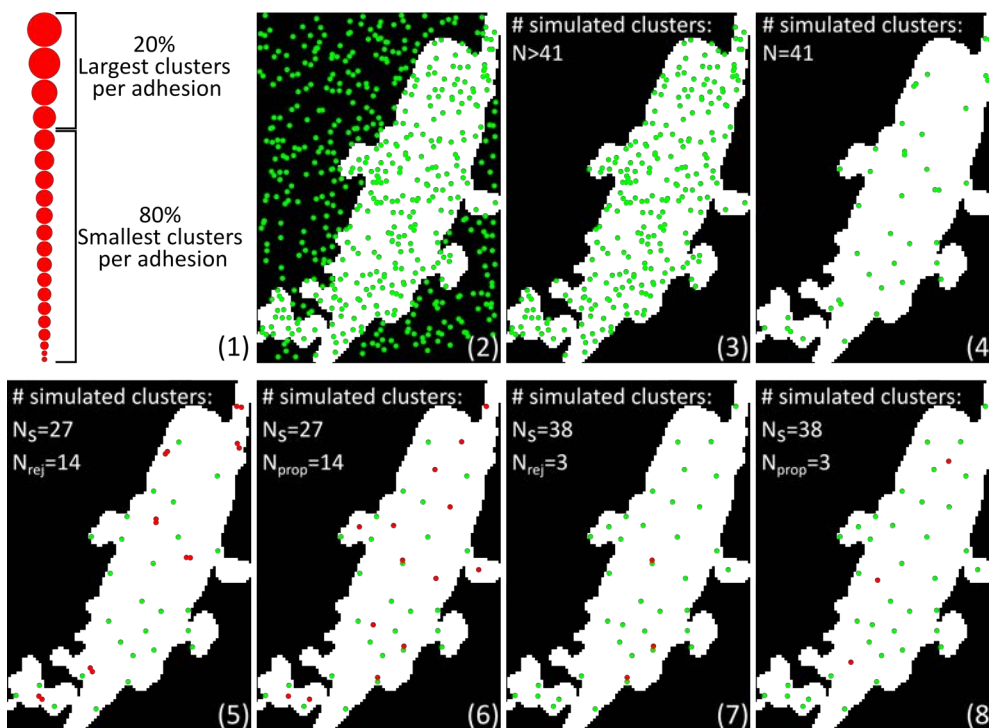 20%
Largest clusters
per adhesion
80%
Smallest clusters
per adhesion
(1)
(2)
# simulated clusters:
N>41
(3)
# simulated clusters:
N=41
(4)
# simulated clusters:
NS=27
Nrej=14
(5)
# simulated clusters:
NS=27
Nprop=14
(6)
# simulated clusters:
NS=38
Nrej=3
(7)
# simulated clusters:
NS=38
Nprop=3
(8)